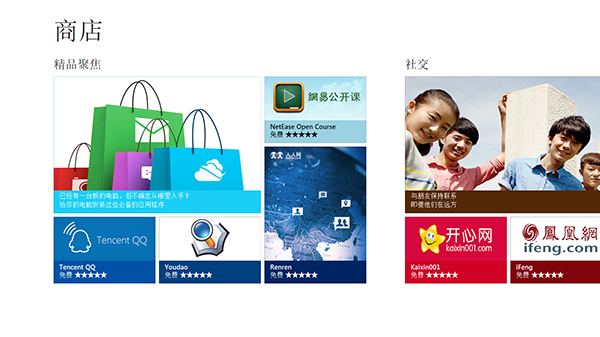 商店
精品聚焦
已经有一台新的电脑，但不确定从哪里入手？
给你的电脑安装这些必备的应用程序
網易公开课
NetEase Open Course
免费 ★★★★★
人人网
Renren
免费 ★★★★★
Tencent QQ
Tencent QQ
免费 ★★★★★
Youdao
免费 ★★★★★
社交
与朋友保持联系
即便他们在远方
开心网
kaixin001.com
Kaixin001
免费 ★★★★★
鳳凰網
ifeng.com
iFeng
免费 ★★★★★